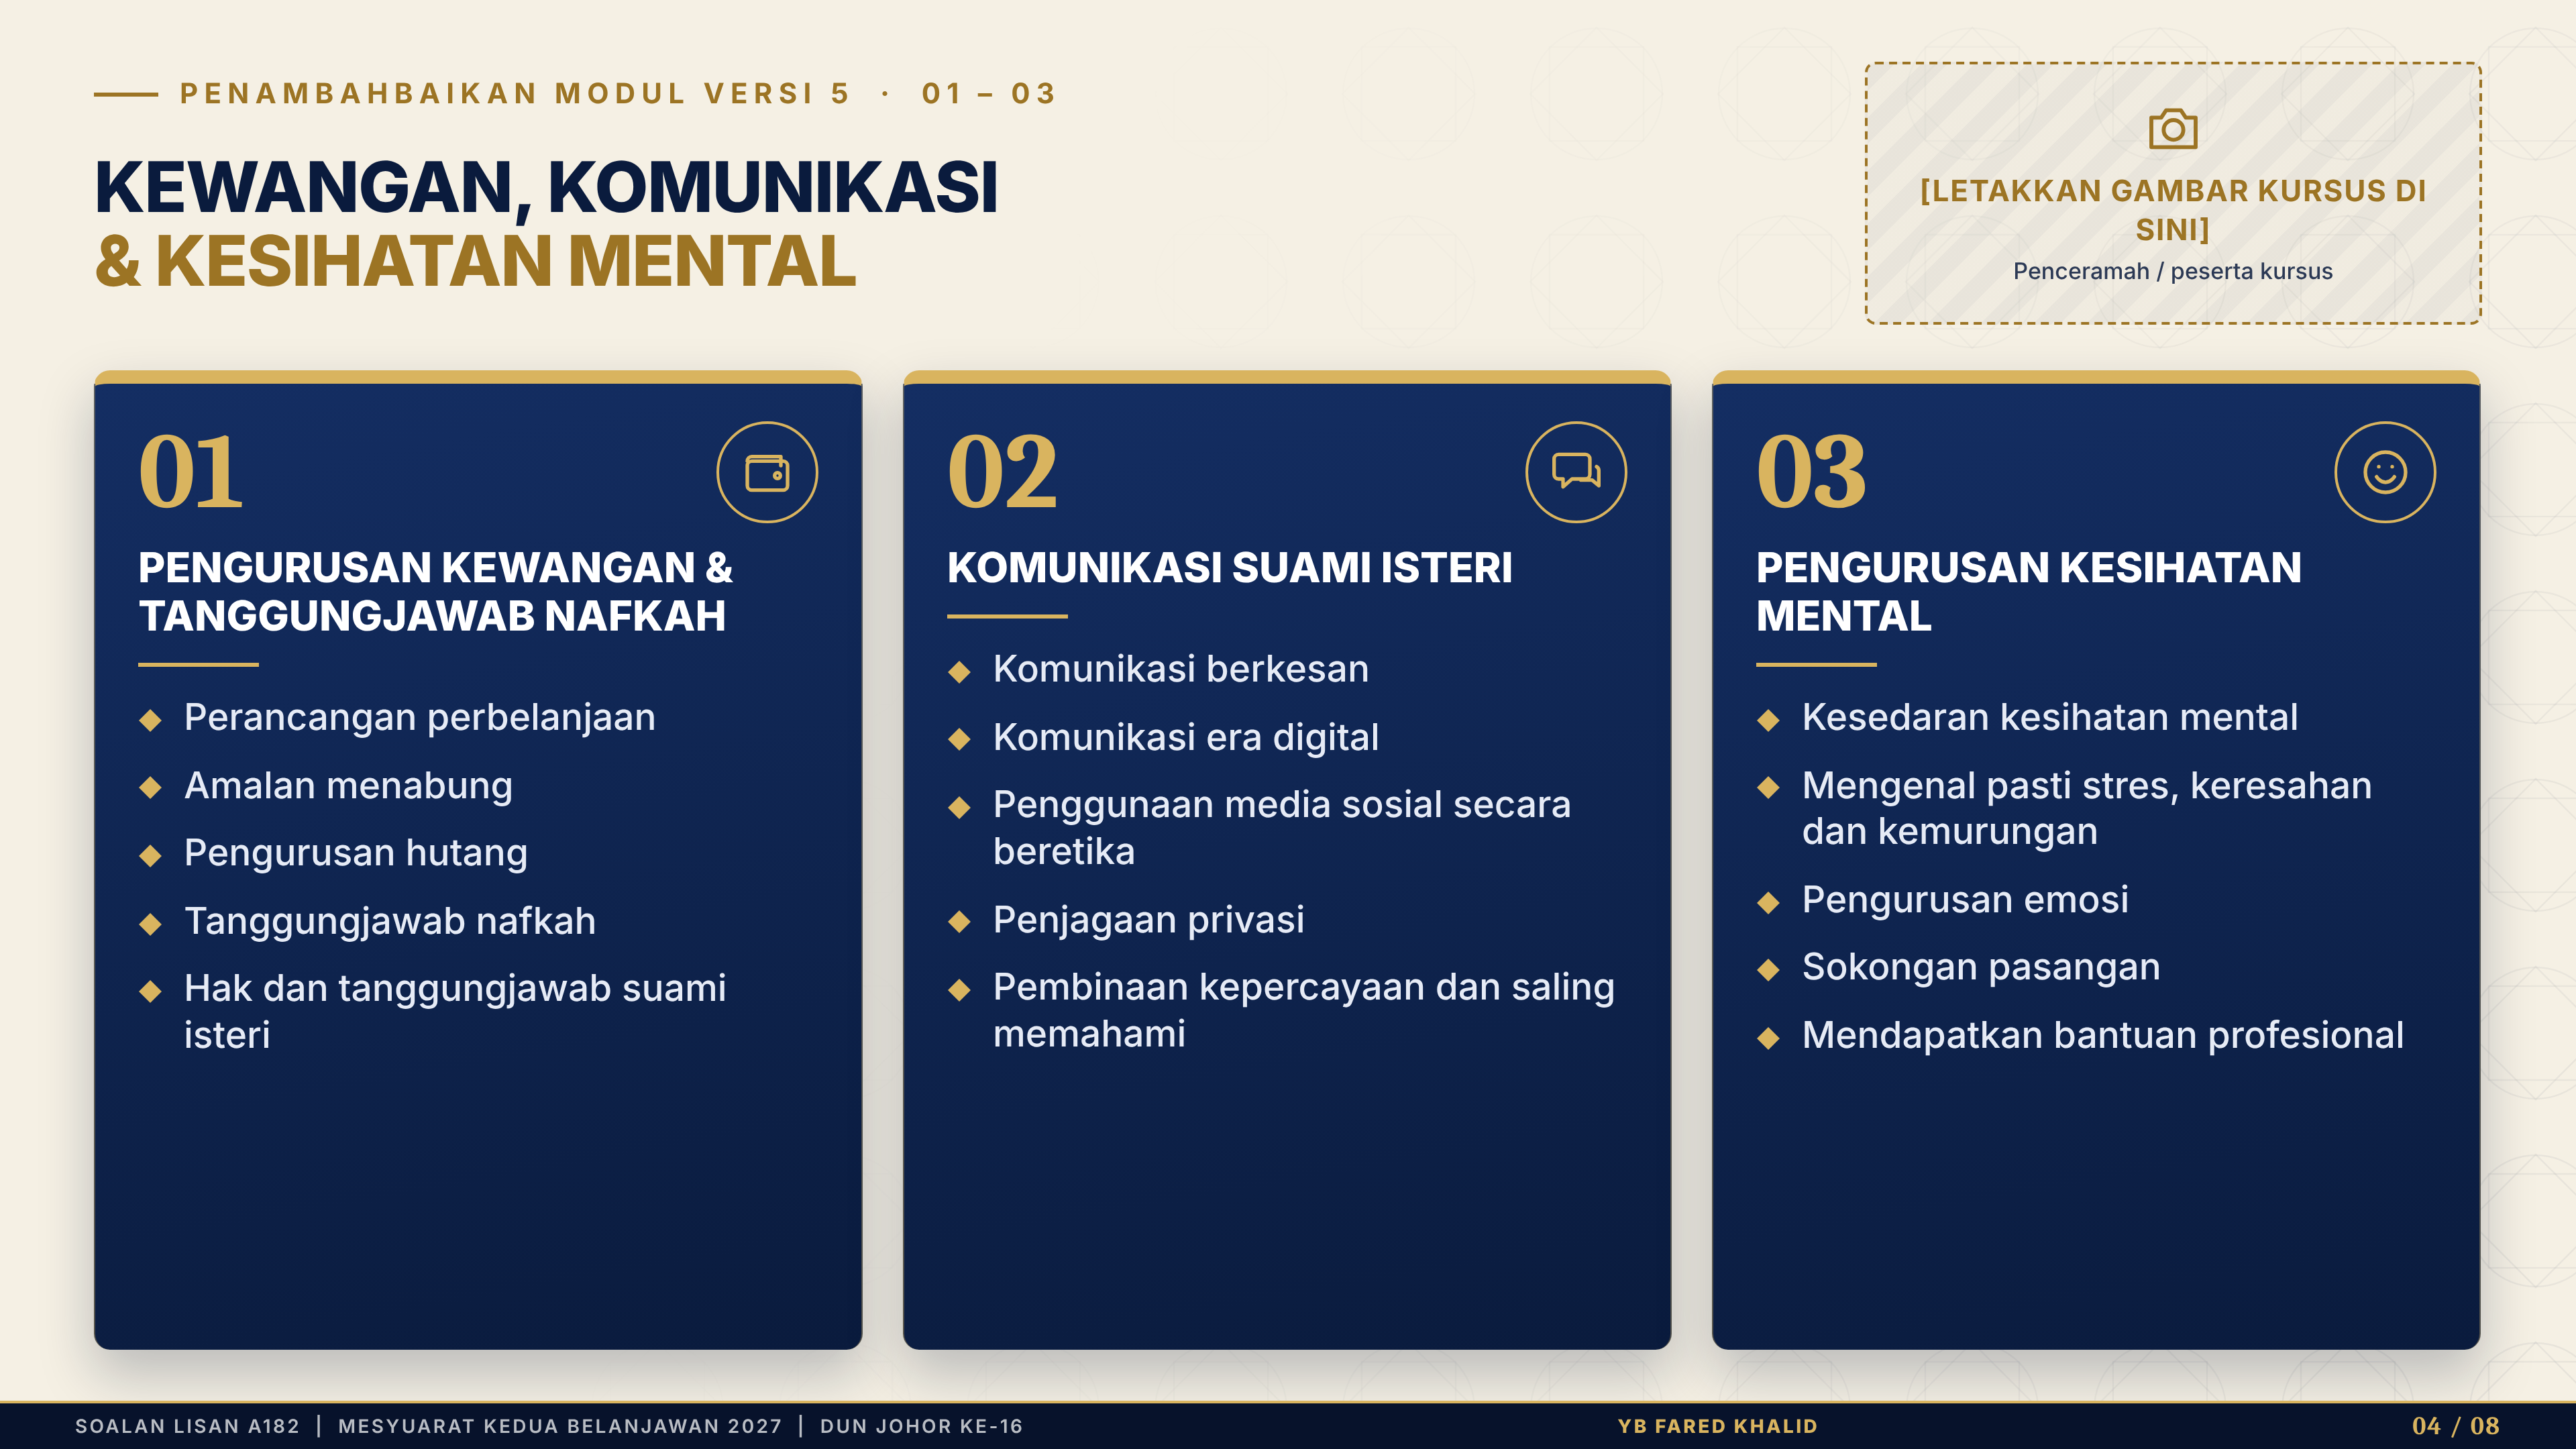 PENAMBAHBAIKAN MODUL VERSI 5 · 01 – 03
KEWANGAN, KOMUNIKASI
& KESIHATAN MENTAL
[LETAKKAN GAMBAR KURSUS DI
SINI]
Penceramah / peserta kursus
01
PENGURUSAN KEWANGAN &
TANGGUNGJAWAB NAFKAH
Perancangan perbelanjaan
Amalan menabung
Pengurusan hutang
Tanggungjawab nafkah
Hak dan tanggungjawab suami
isteri
02
KOMUNIKASI SUAMI ISTERI
Komunikasi berkesan
Komunikasi era digital
Penggunaan media sosial secara
beretika
Penjagaan privasi
Pembinaan kepercayaan dan saling
memahami
03
PENGURUSAN KESIHATAN
MENTAL
Kesedaran kesihatan mental
Mengenal pasti stres, keresahan
dan kemurungan
Pengurusan emosi
Sokongan pasangan
Mendapatkan bantuan profesional
SOALAN LISAN A182 | MESYUARAT KEDUA BELANJAWAN 2027 | DUN JOHOR KE-16
YB FARED KHALID
04 / 08